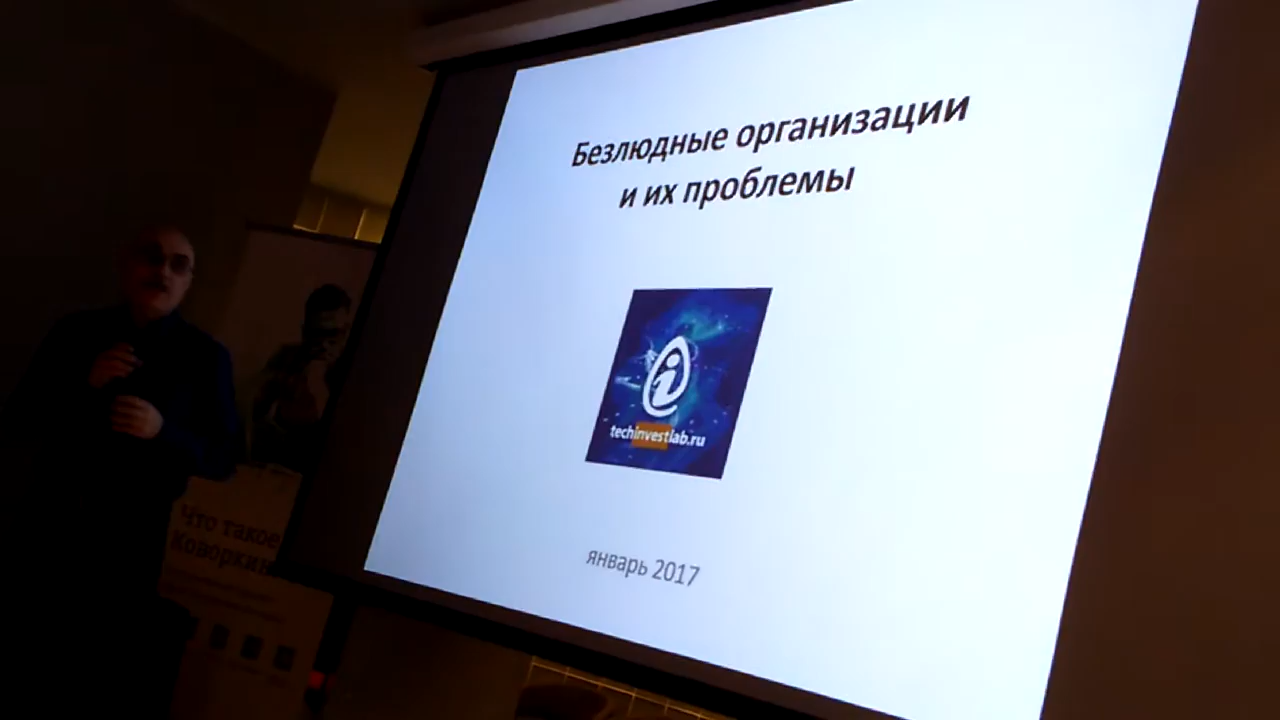 Безлюдные организации
и их проблемы
techinvestlab.ru
январь 2017
Что такое
Коворкин